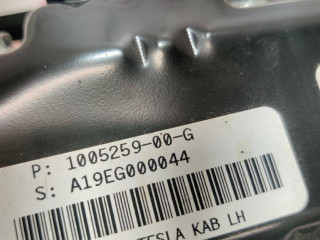 P: 1005259-00-G
S: A19EG000044
TESLA KAB LH